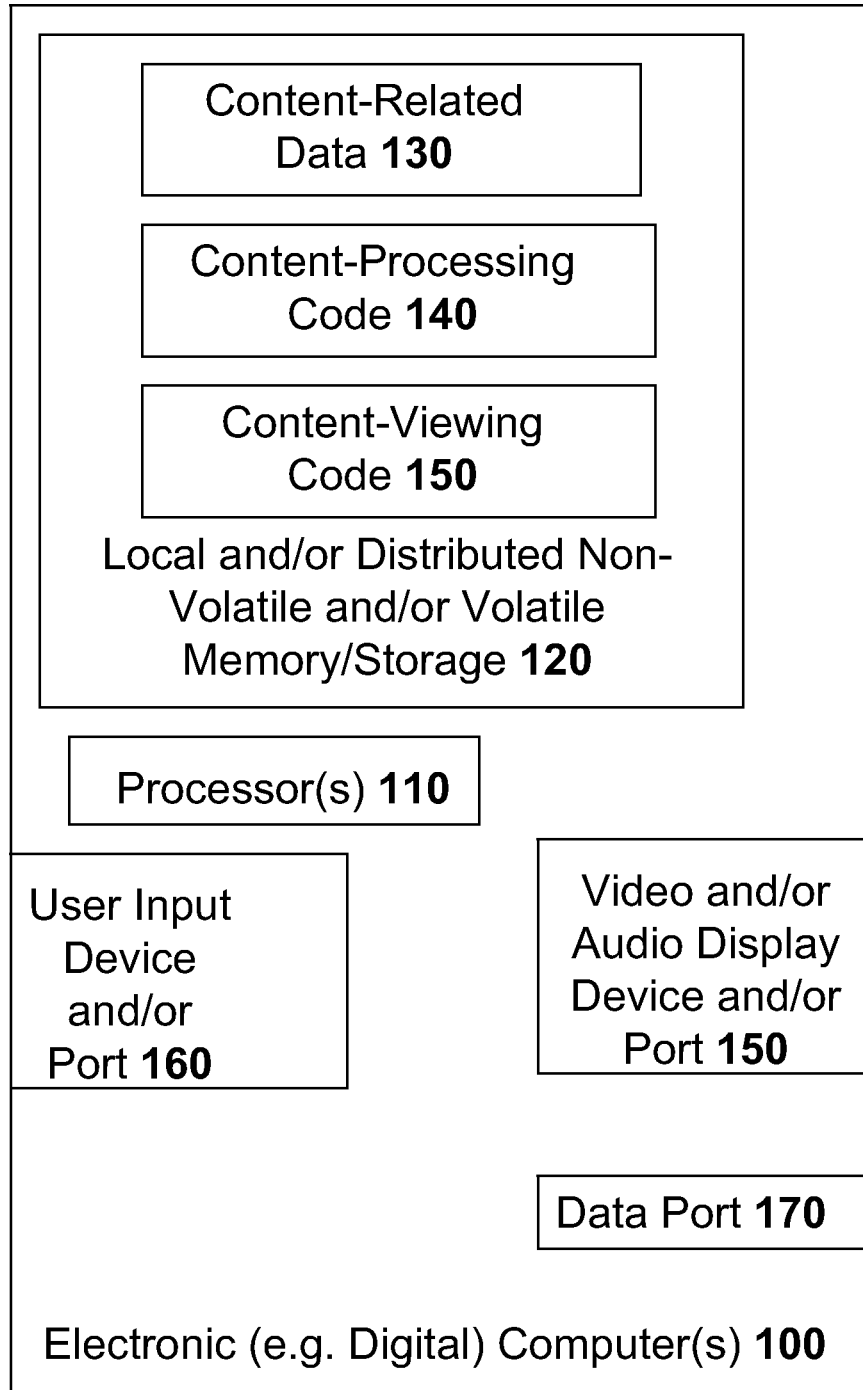 Content-Related
Data 130
Content-Processing
Code 140
Content-Viewing
Code 150
Local and/or Distributed Non-
Volatile and/or Volatile
Memory/Storage 120
Processor(s) 110
User Input
Device
and/or
Port 160
Video and/or
Audio Display
Device and/or
Port 150
Data Port 170
Electronic (e.g. Digital) Computer(s) 100